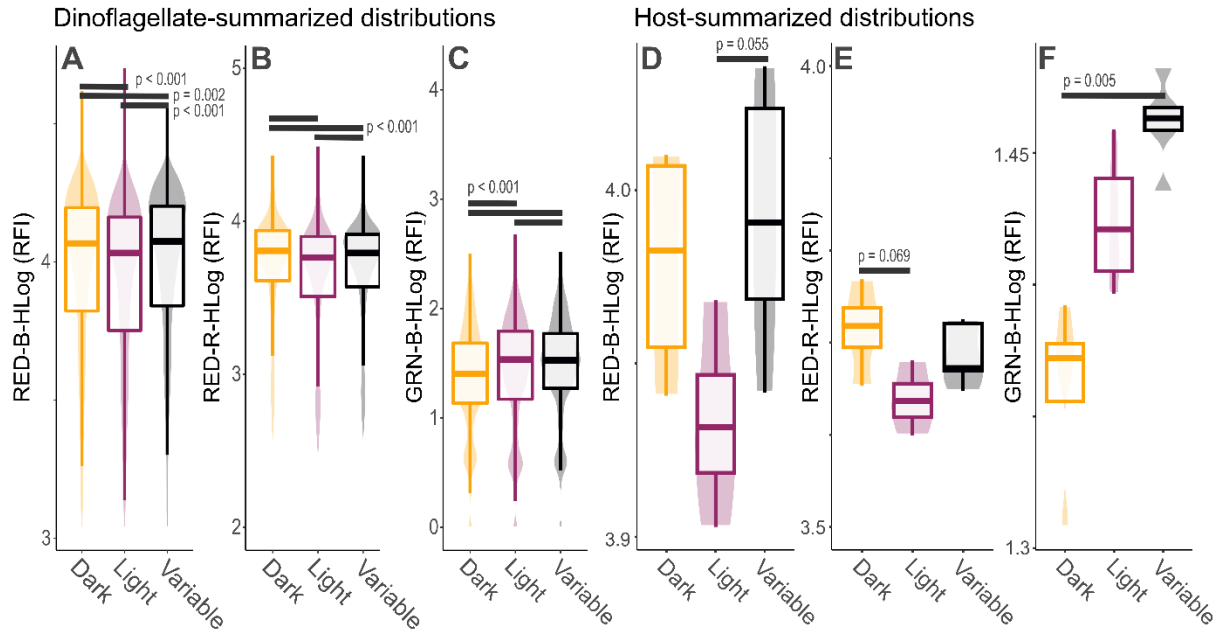 Dinoflagellate-summarized distributions
Host-summarized distributions
A
p < 0.001
p = 0.002
p < 0.001
RED-B-HLog (RFI)
4
3
Dark
Light
Variable
B
p < 0.001
RED-R-HLog (RFI)
5
4
3
2
Dark
Light
Variable
C
p < 0.001
GRN-B-HLog (RFI)
4
3
2
1
0
Dark
Light
Variable
D
p = 0.055
RED-B-HLog (RFI)
4.0
3.9
Dark
Light
Variable
E
p = 0.069
RED-R-HLog (RFI)
4.0
3.5
Dark
Light
Variable
F
p = 0.005
GRN-B-HLog (RFI)
1.45
1.3
Dark
Light
Variable